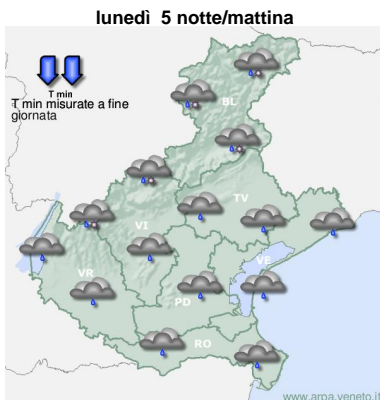 lunedì 5 notte/mattina
T min
T min misurate a fine
giornata
BL
TV
VI
VE
VR
PD
RO
www.arpa.veneto.it